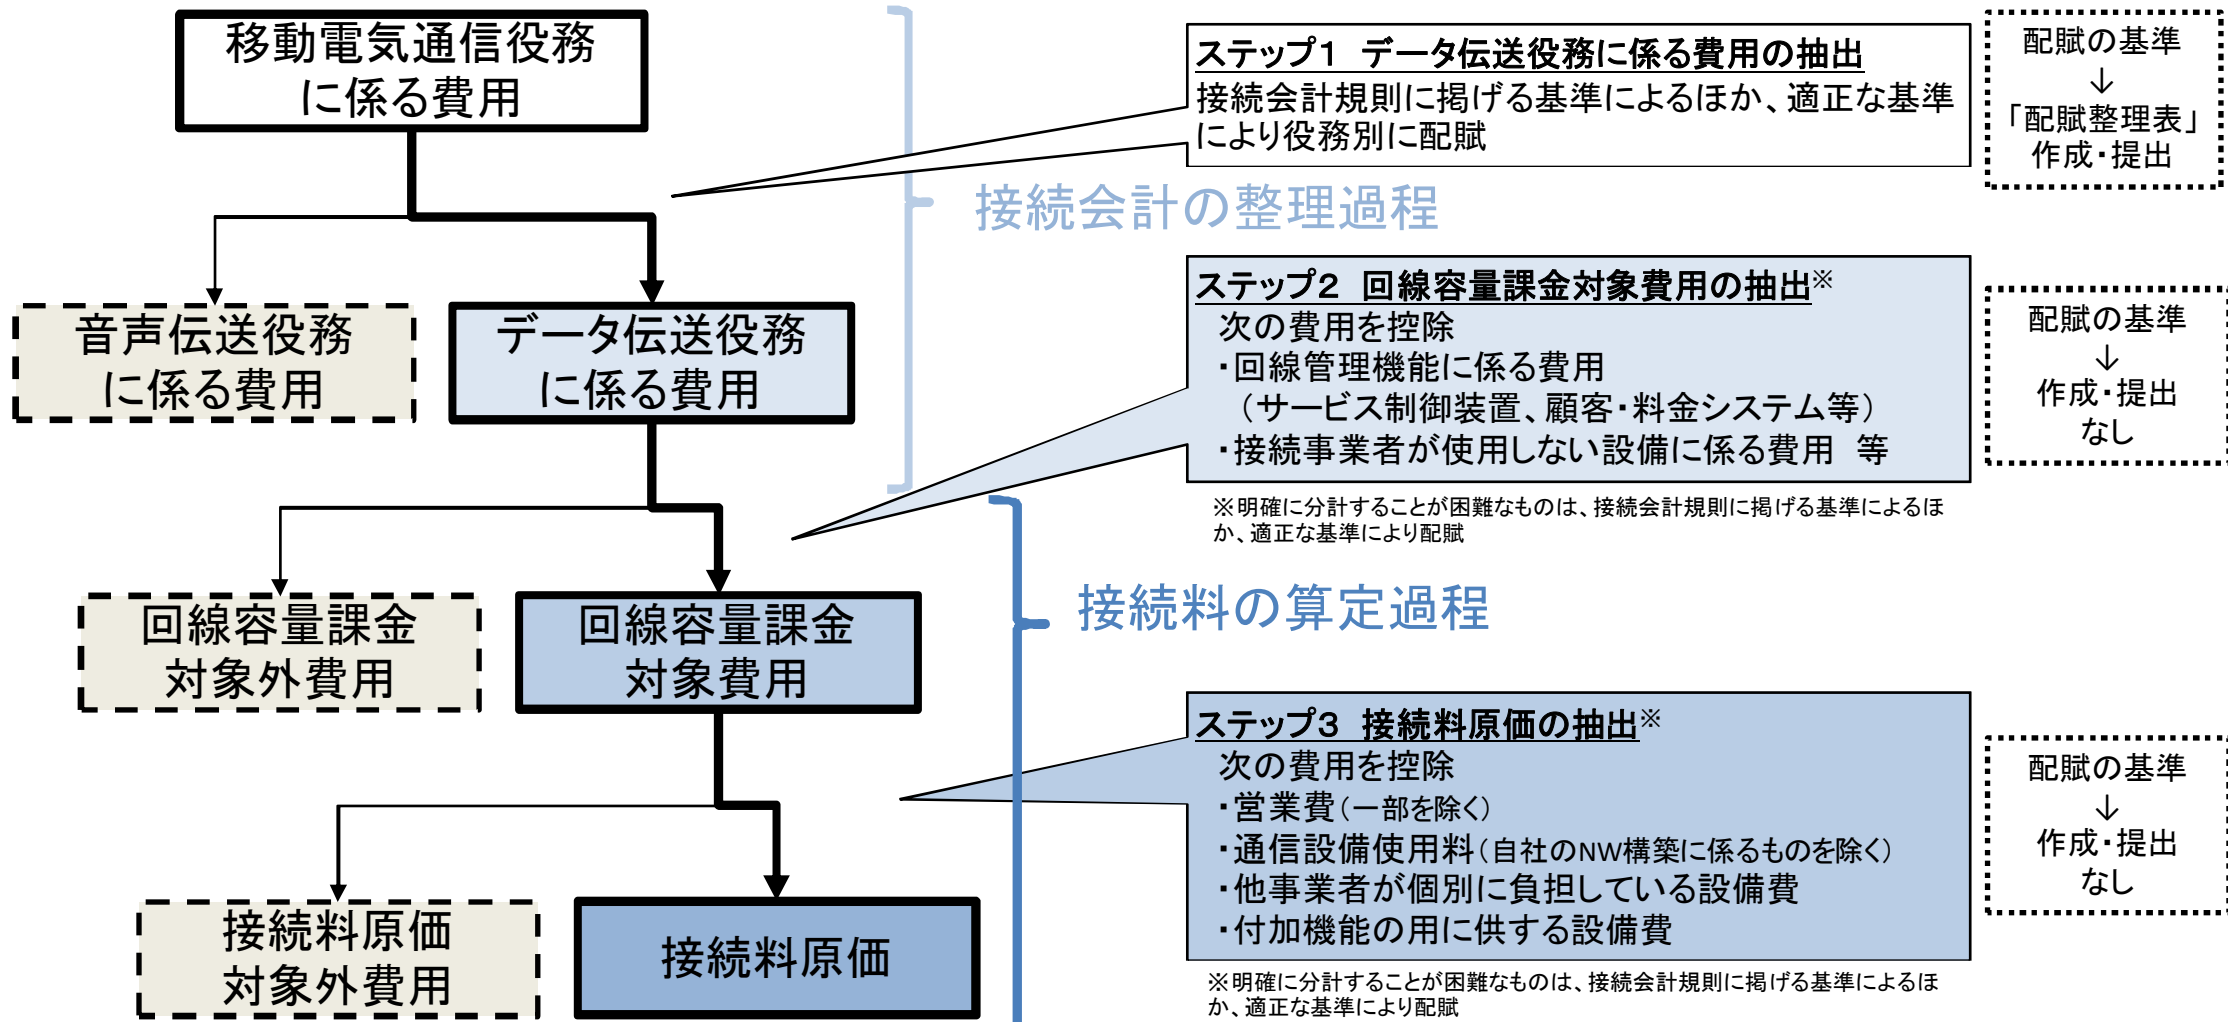 移動電気通信役務
に係る費用
ステップ1　データ伝送役務に係る費用の抽出
接続会計規則に掲げる基準によるほか、適正な基準
により役務別に配賦
配賦の基準
↓
「配賦整理表」
作成・提出
接続会計の整理過程
音声伝送役務
に係る費用
データ伝送役務
に係る費用
ステップ2　回線容量課金対象費用の抽出※
次の費用を控除
・回線管理機能に係る費用
（サービス制御装置、顧客・料金システム等）
・接続事業者が使用しない設備に係る費用　等
※明確に分計することが困難なものは、接続会計規則に掲げる基準によるほ
か、適正な基準により配賦
配賦の基準
↓
作成・提出
なし
接続料の算定過程
回線容量課金
対象外費用
回線容量課金
対象費用
ステップ3　接続料原価の抽出※
次の費用を控除
・営業費（一部を除く）
・通信設備使用料（自社のNW構築に係るものを除く）
・他事業者が個別に負担している設備費
・付加機能の用に供する設備費
※明確に分計することが困難なものは、接続会計規則に掲げる基準によるほ
か、適正な基準により配賦
配賦の基準
↓
作成・提出
なし
接続料原価
対象外費用
接続料原価